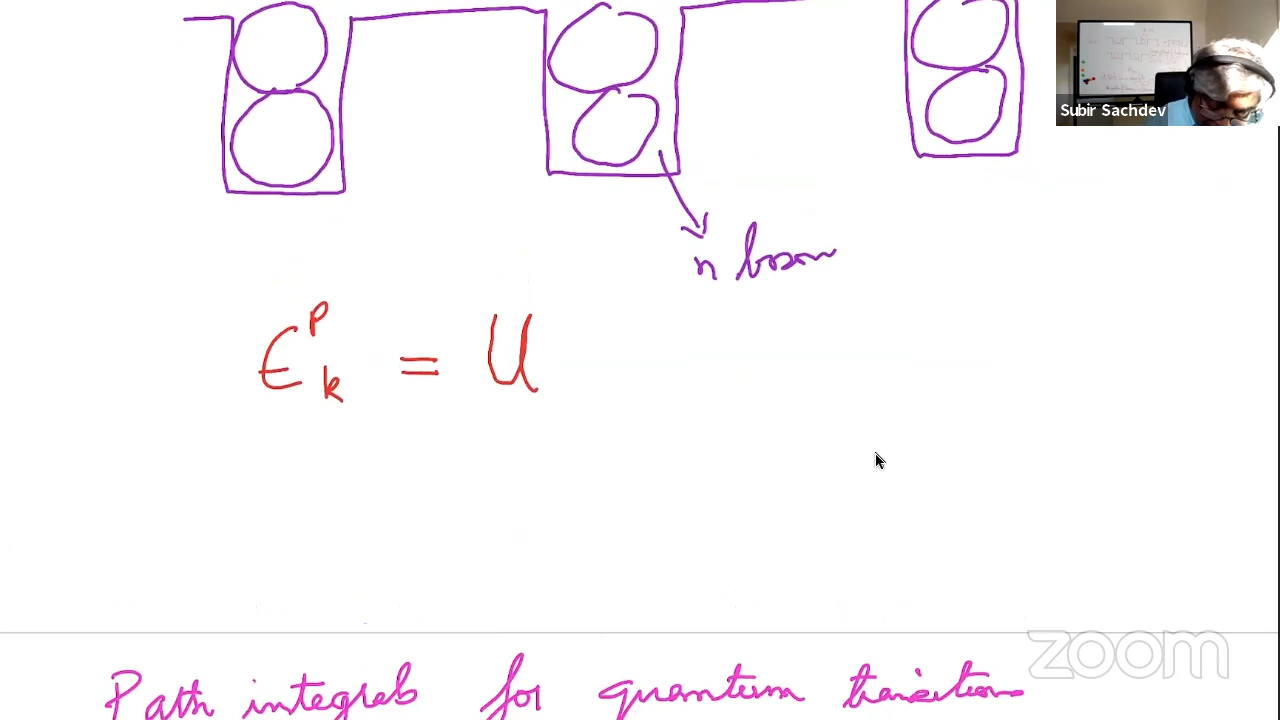 Subir Sachdev
n boson
ϵ^p_k = U
zoom
Path integrals for quantum transitions